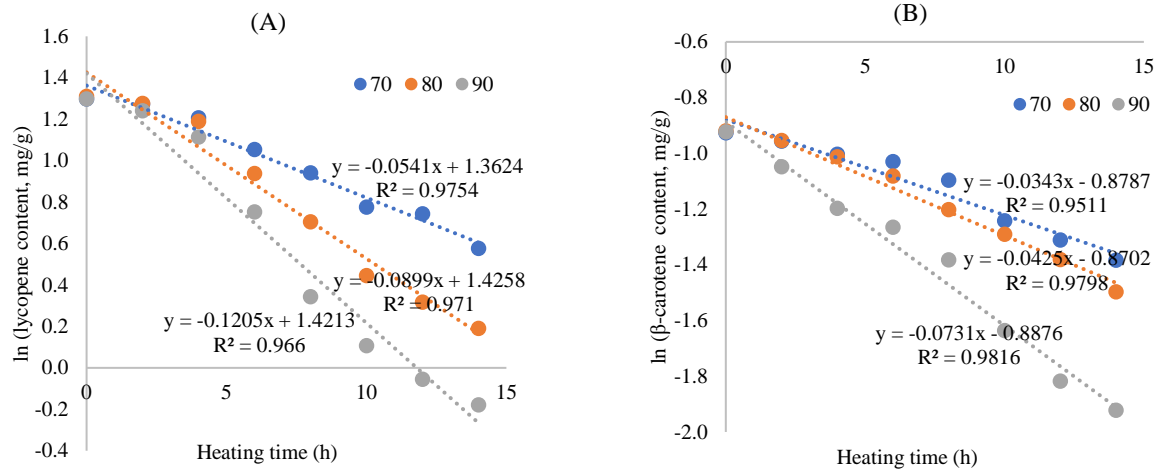 (A)
1.6
1.4
1.2
1.0
0.8
0.6
0.4
0.2
0.0
-0.2
-0.4
0
5
10
15
ln (lycopene content, mg/g)
Heating time (h)
70 80 90
y = -0.0541x + 1.3624
R² = 0.9754
y = -0.0899x + 1.4258
R² = 0.971
y = -0.1205x + 1.4213
R² = 0.966
(B)
-0.6
-0.8
-1.0
-1.2
-1.4
-1.6
-1.8
-2.0
0
5
10
15
ln (β-carotene content, mg/g)
Heating time (h)
70 80 90
y = -0.0343x - 0.8787
R² = 0.9511
y = -0.0425x - 0.8702
R² = 0.9798
y = -0.0731x - 0.8876
R² = 0.9816